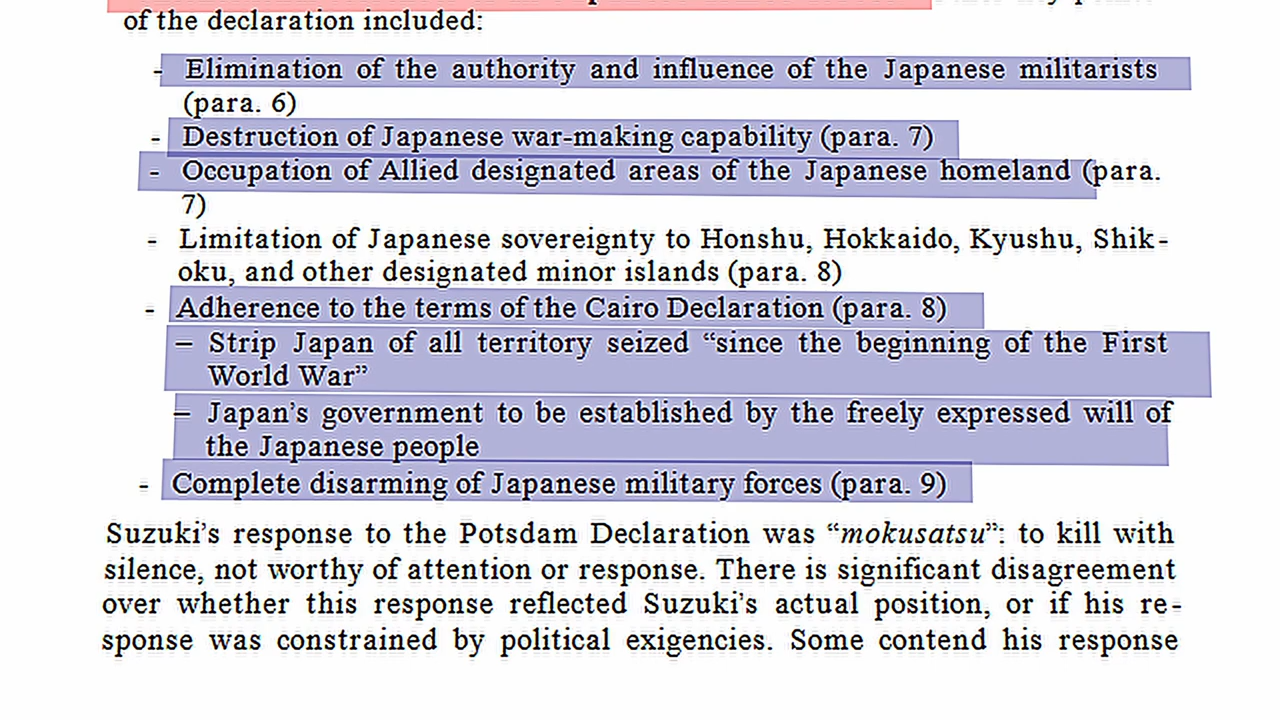 of the declaration included:
- Elimination of the authority and influence of the Japanese militarists
(para. 6)
- Destruction of Japanese war-making capability (para. 7)
- Occupation of Allied designated areas of the Japanese homeland (para.
7)
- Limitation of Japanese sovereignty to Honshu, Hokkaido, Kyushu, Shik-
oku, and other designated minor islands (para. 8)
- Adherence to the terms of the Cairo Declaration (para. 8)
– Strip Japan of all territory seized “since the beginning of the First
World War”
– Japan’s government to be established by the freely expressed will of
the Japanese people
- Complete disarming of Japanese military forces (para. 9)
Suzuki’s response to the Potsdam Declaration was “mokusatsu”: to kill with
silence, not worthy of attention or response. There is significant disagreement
over whether this response reflected Suzuki’s actual position, or if his re-
sponse was constrained by political exigencies. Some contend his response